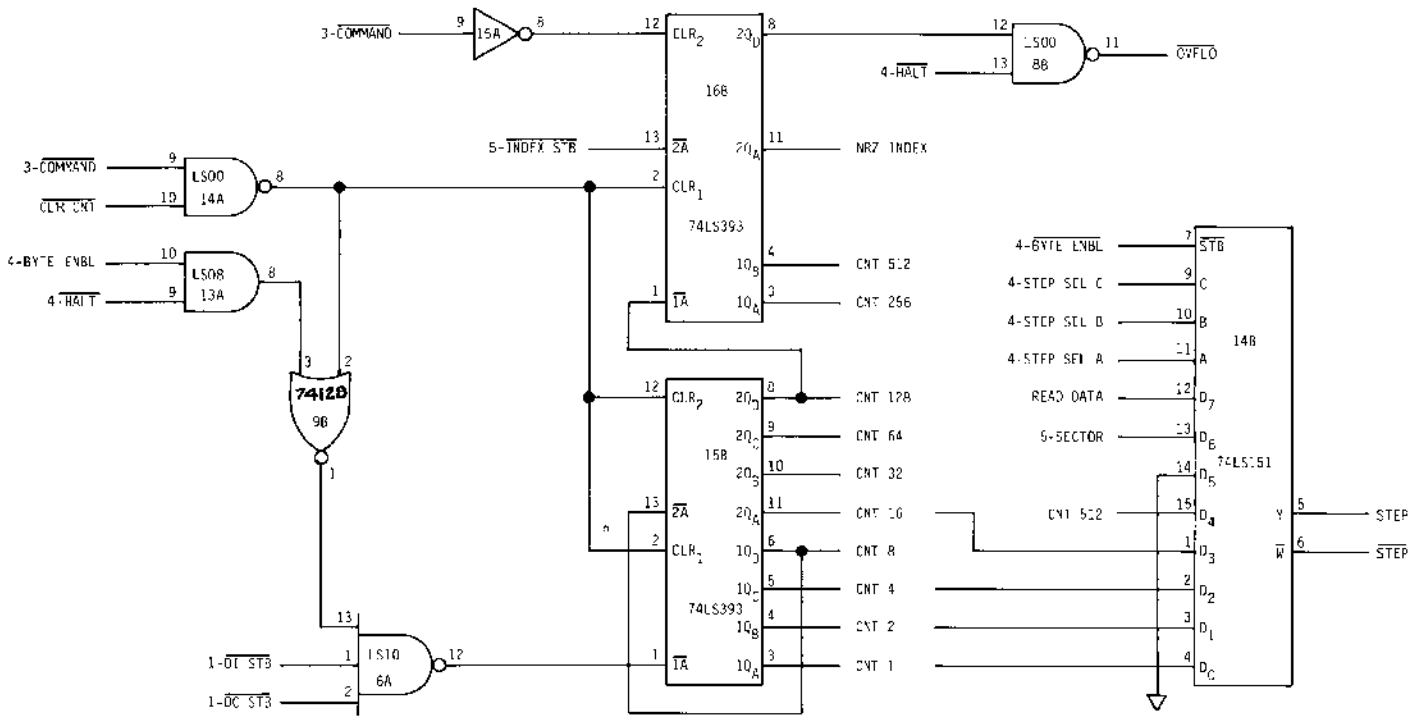 3-COMMAND 9 15A 8 12 CLR2 2QD 8 12 LS00 8B 11 OVFLO
4-HALT 13
16B
5-INDEX STB 13 2A 2QA 11 NRZ INDEX
3-COMMAND 9 LS00 14A 8 2 CLR1
CLR CNT 10
74LS393
4-BYTE ENBL 10 LS08 13A 8
4-HALT 9
1QB 4 CNT 512
1 1A 1QA 3 CNT 256
4-BYTE ENBL 7 STB
4-STEP SEL C 9 C
4-STEP SEL B 10 B
14B
4-STEP SEL A 11 A
3 2
74128
9B
1
12 CLR2 2QD 8 CNT 128
READ DATA 12 D7
2QC 9 CNT 64
5-SECTOR 13 D6
15B
74LS151
2QB 10 CNT 32
14 D5
13 2A 2QA 11 CNT 16
CNT 512 15 D4 Y 5 STEP
2 CLR1 1QD 6 CNT 8
1 D3 W 6 STEP
1QC 5 CNT 4
2 D2
74LS393
1QB 4 CNT 2
3 D1
13
1-DI STB 1 LS10 6A 12 1 1A 1QA 3 CNT 1
4 D0
1-DC STB 2